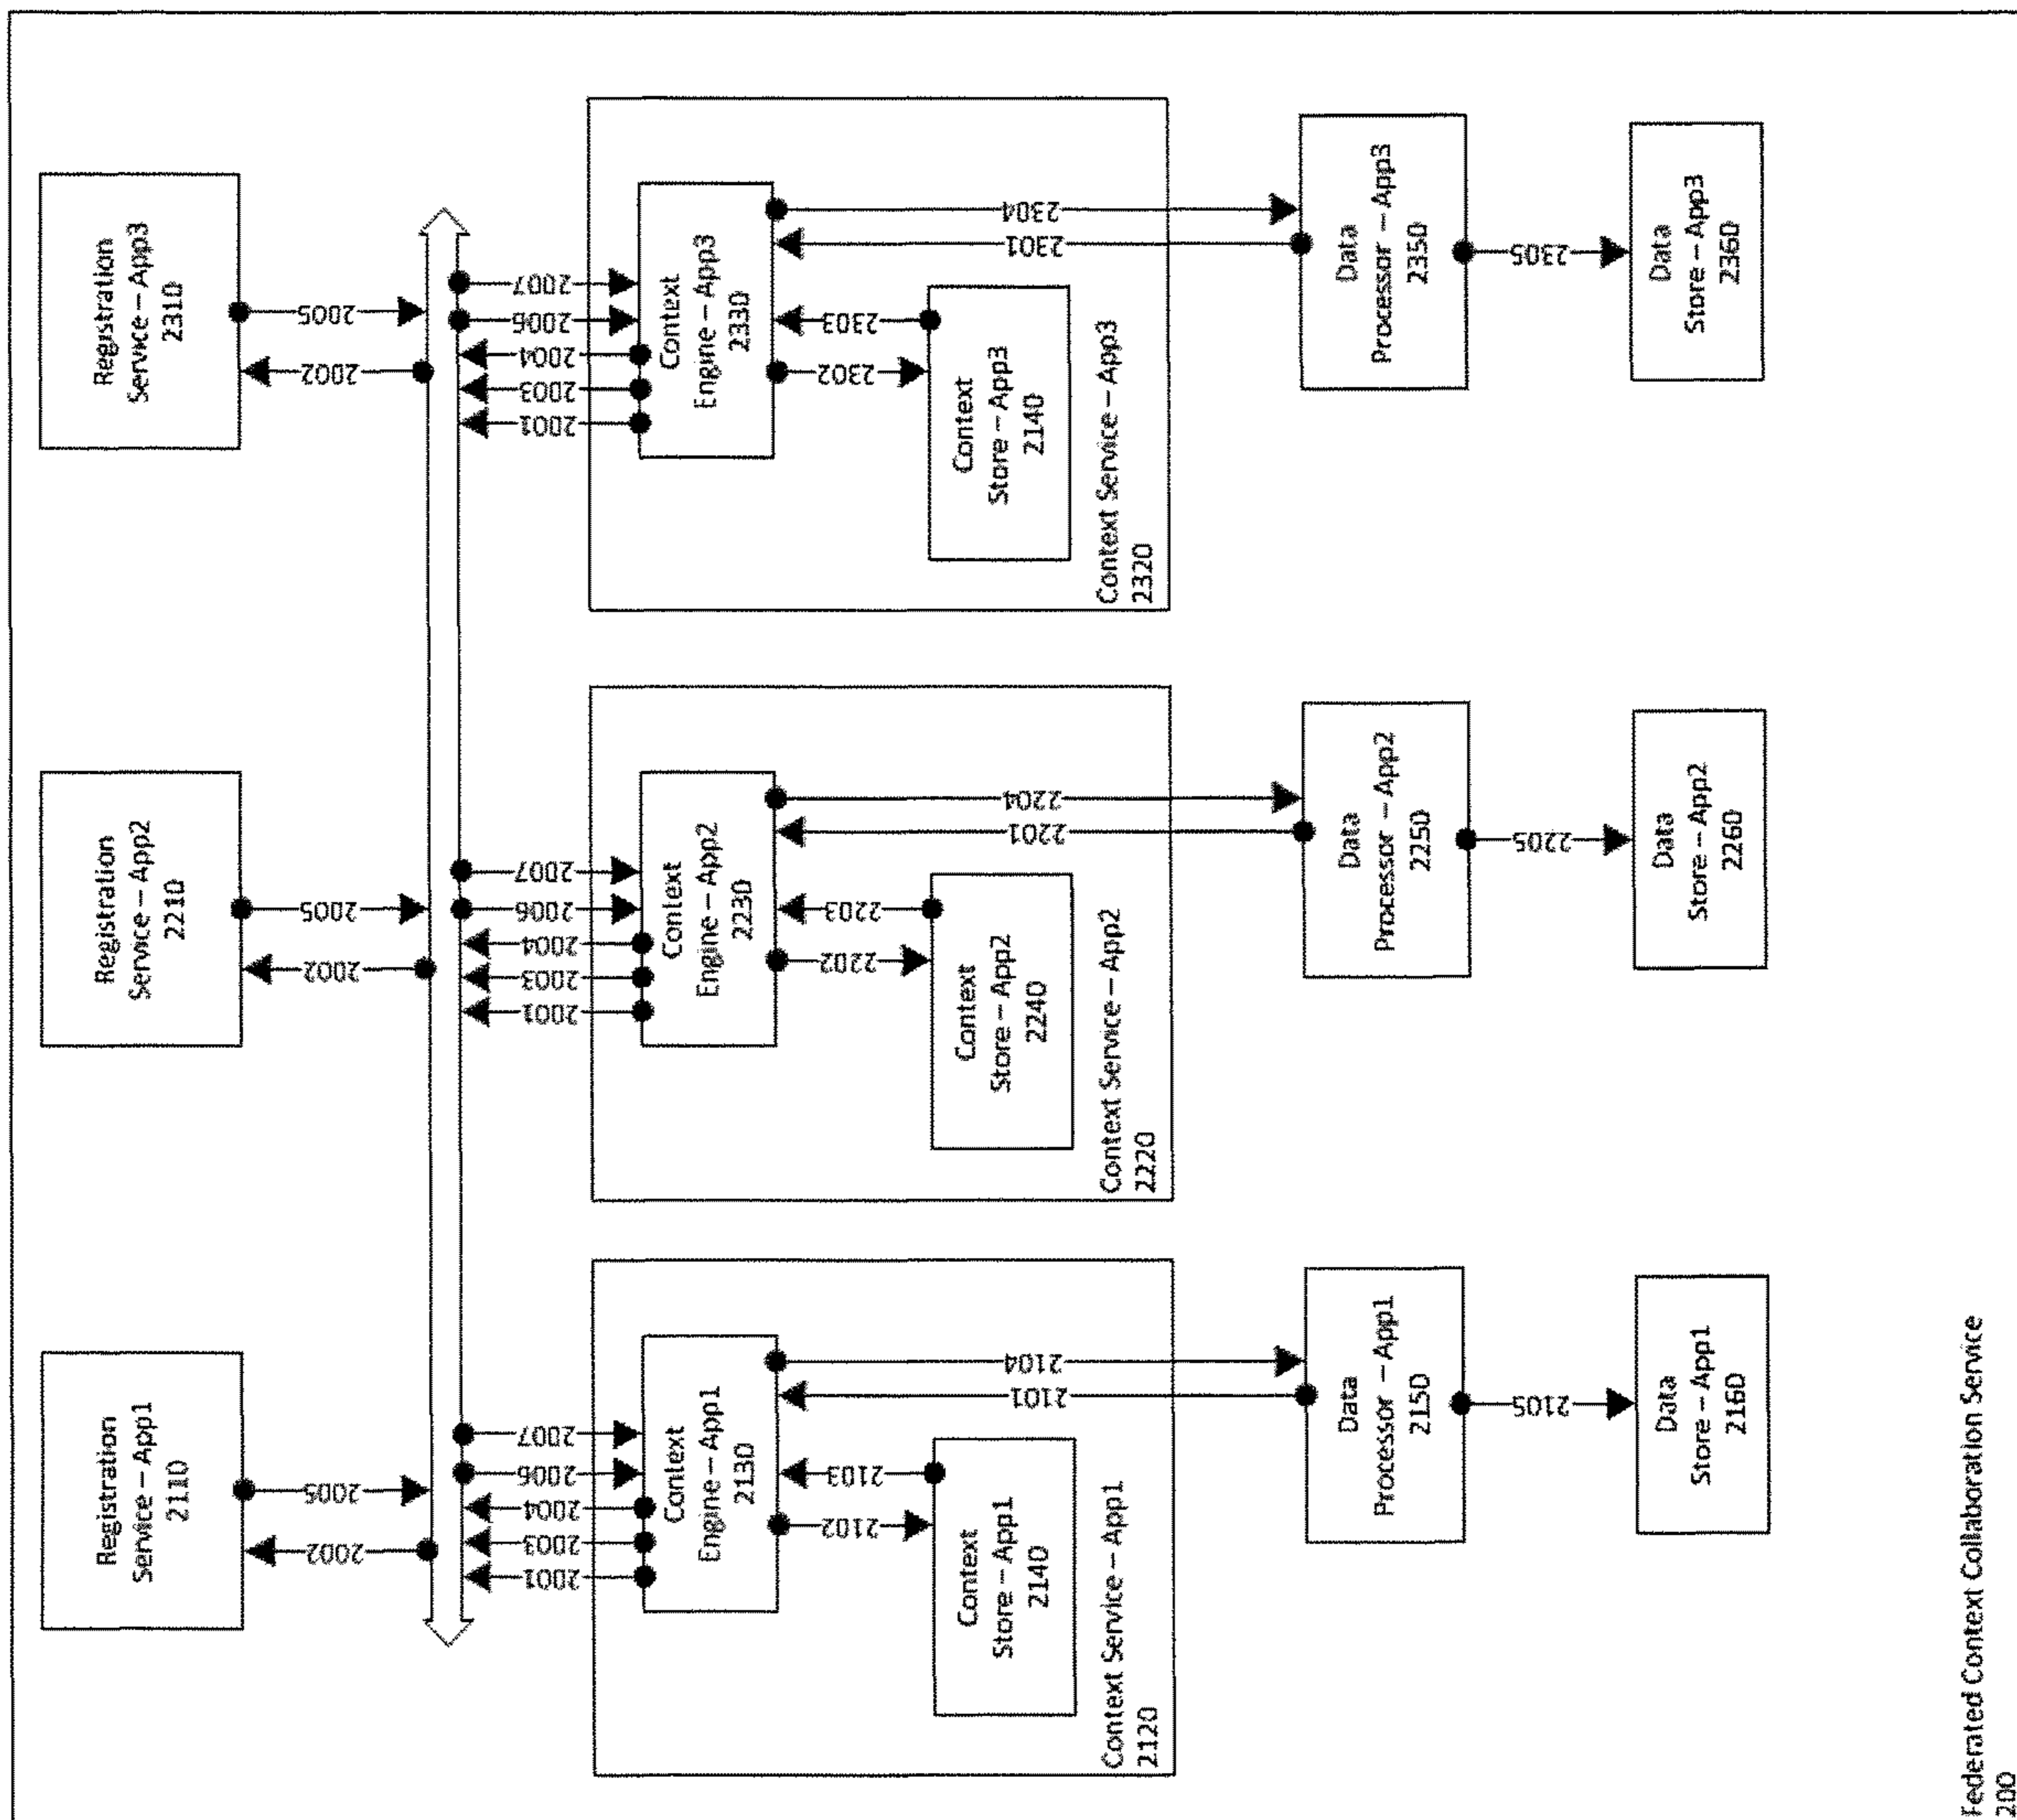 Registration
Service – App1
2110
2002
2005
2001
2003
2004
2006
2007
Context
Engine – App1
2130
2102
2103
2101
2104
Context
Store – App1
2140
Context Service – App1
2120
Data
Processor – App1
2150
2105
Data
Store – App1
2160
Registration
Service – App2
2210
2002
2005
2001
2003
2004
2006
2007
Context
Engine – App2
2230
2202
2203
2201
2204
Context
Store – App2
2240
Context Service – App2
2220
Data
Processor – App2
2250
2205
Data
Store – App2
2260
Registration
Service – App3
2310
2002
2005
2001
2003
2004
2006
2007
Context
Engine – App3
2330
2302
2303
2301
2304
Context
Store – App3
2140
Context Service – App3
2320
Data
Processor – App3
2350
2305
Data
Store – App3
2360
Federated Context Collaboration Service
200